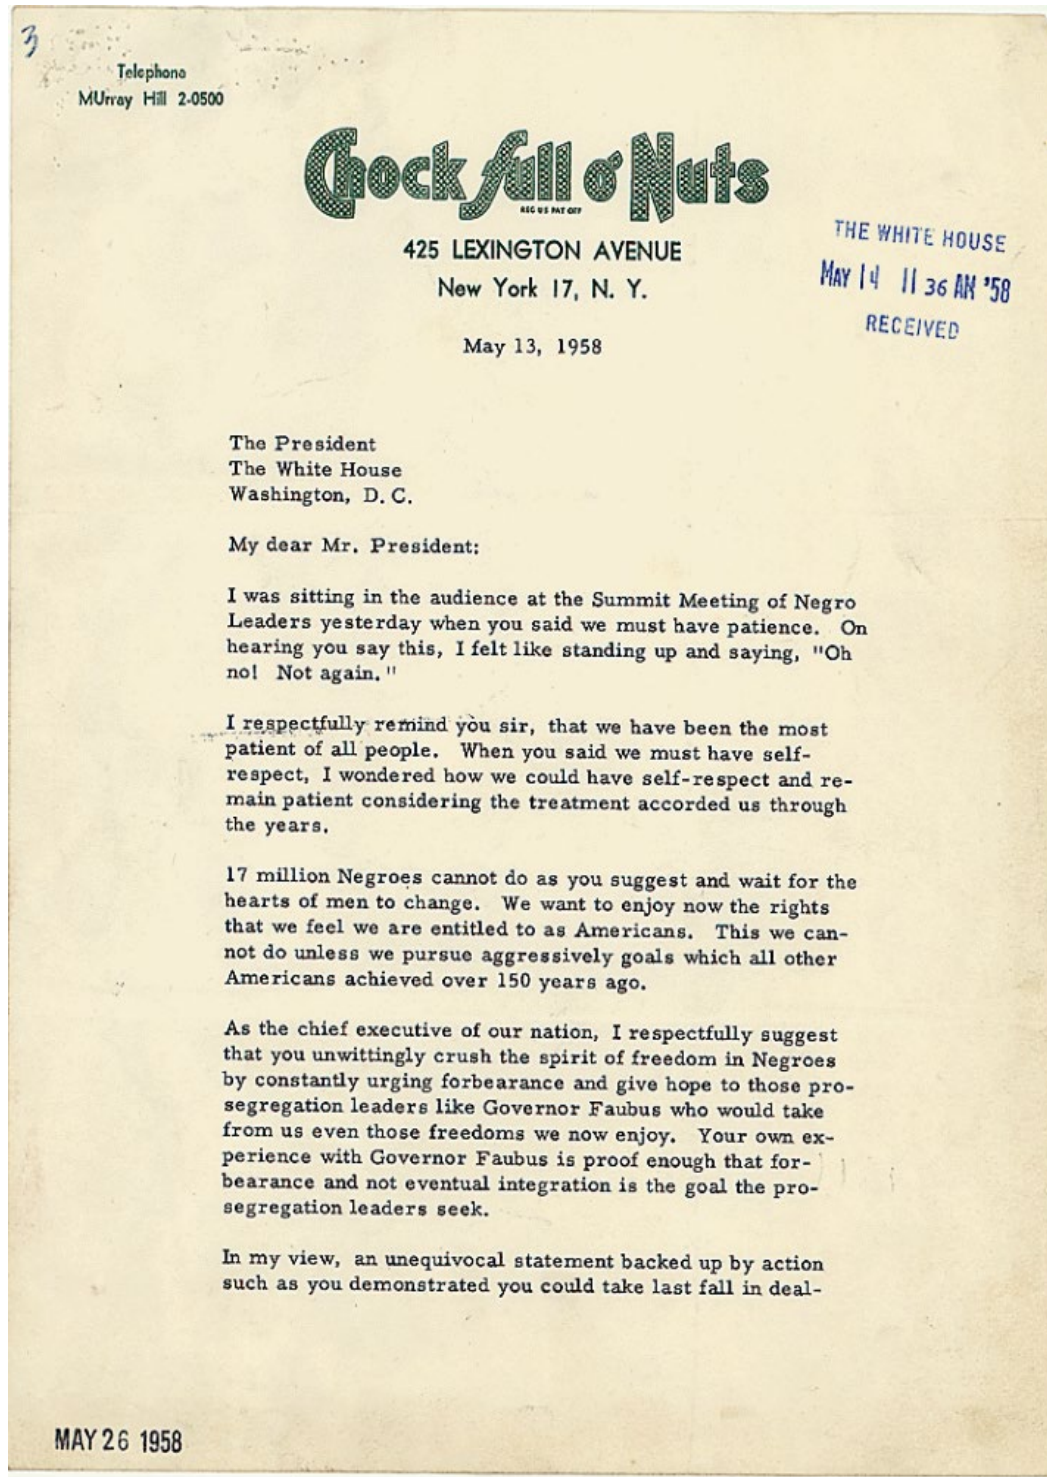 3
Telephone
MUrray Hill 2-0500
Chock full o' Nuts
REG US PAT OFF
425 LEXINGTON AVENUE
New York 17, N. Y.
THE WHITE HOUSE
MAY 14 11 36 AM '58
RECEIVED
May 13, 1958
The President
The White House
Washington, D. C.
My dear Mr. President:
I was sitting in the audience at the Summit Meeting of Negro
Leaders yesterday when you said we must have patience. On
hearing you say this, I felt like standing up and saying, "Oh
no! Not again."
I respectfully remind you sir, that we have been the most
patient of all people. When you said we must have self-
respect, I wondered how we could have self-respect and re-
main patient considering the treatment accorded us through
the years.
17 million Negroes cannot do as you suggest and wait for the
hearts of men to change. We want to enjoy now the rights
that we feel we are entitled to as Americans. This we can-
not do unless we pursue aggressively goals which all other
Americans achieved over 150 years ago.
As the chief executive of our nation, I respectfully suggest
that you unwittingly crush the spirit of freedom in Negroes
by constantly urging forbearance and give hope to those pro-
segregation leaders like Governor Faubus who would take
from us even those freedoms we now enjoy. Your own ex-
perience with Governor Faubus is proof enough that for-
bearance and not eventual integration is the goal the pro-
segregation leaders seek.
In my view, an unequivocal statement backed up by action
such as you demonstrated you could take last fall in deal-
MAY 26 1958